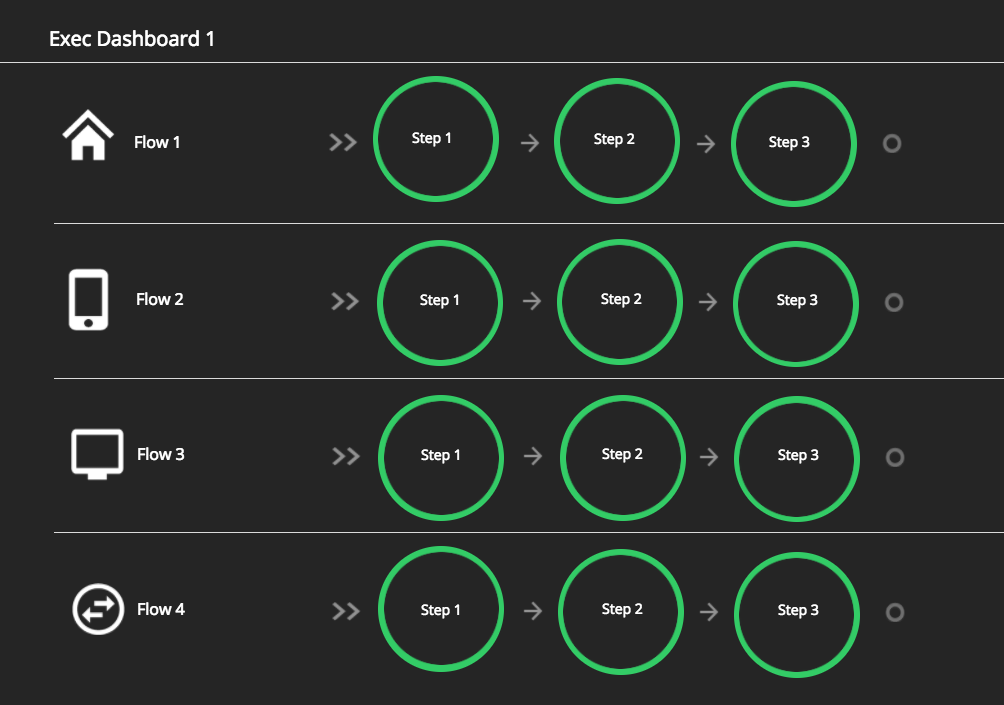 Exec Dashboard 1
Flow 1 Step 1 Step 2 Step 3
Flow 2 Step 1 Step 2 Step 3
Flow 3 Step 1 Step 2 Step 3
Flow 4 Step 1 Step 2 Step 3